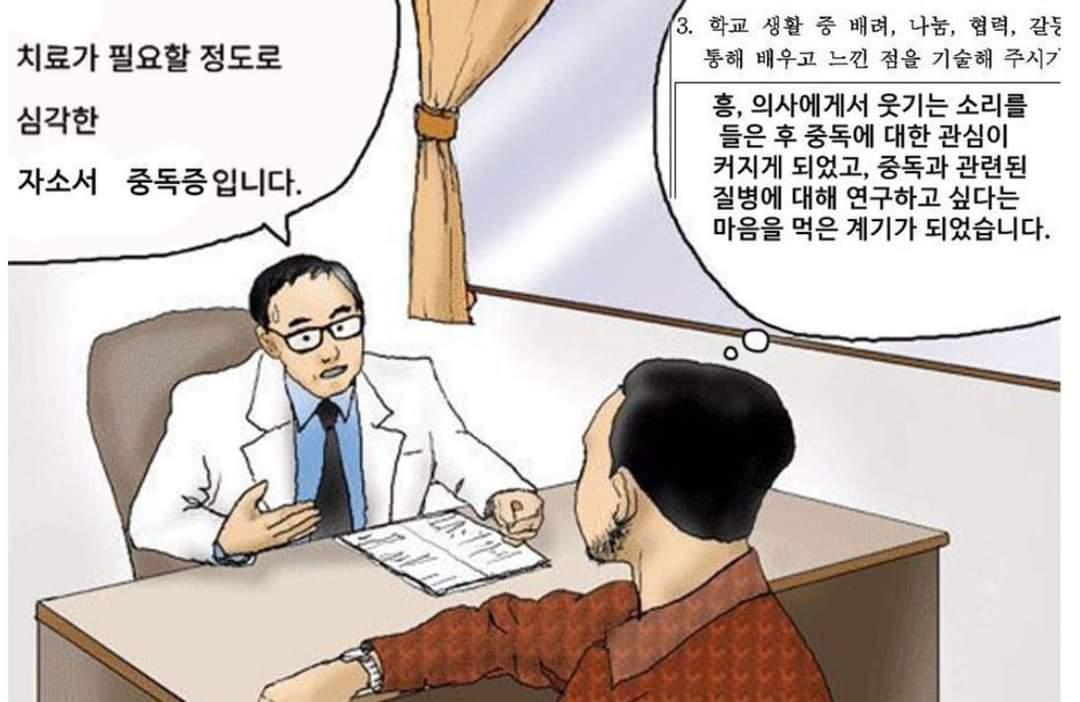 치료가 필요할 정도로
심각한
자소서 중독증입니다.
3. 학교 생활 중 배려, 나눔, 협력,
통해 배우고 느낀 점을 기술해
흥, 의사에게서 웃기는 소리를
들은 후 중독에 대한 관심이
커지게 되었고, 중독과 관련된
질병에 대해 연구하고 싶다는
마음을 먹은 계기가 되었습니다.